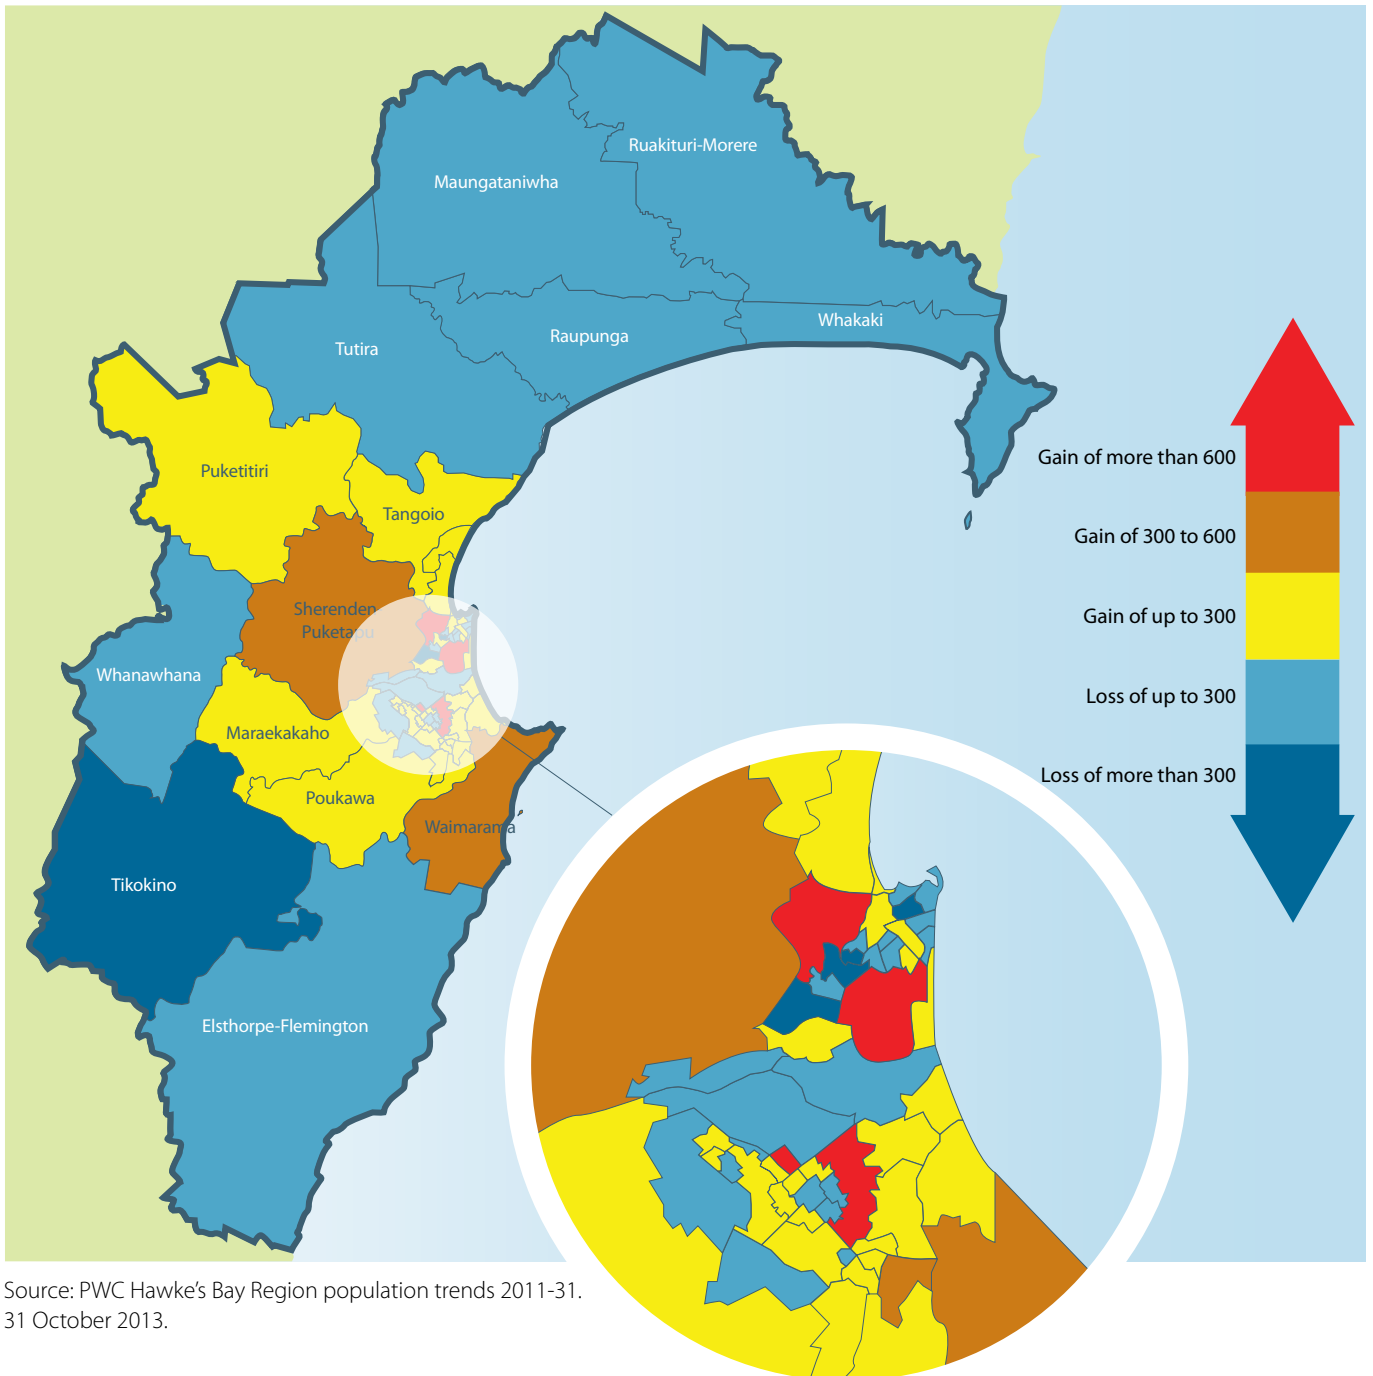 Ruakituri-Morere
Maungataniwha
Whakaki
Raupunga
Tutira
Puketitiri
Tangoio
Sherenden
Puketapu
Whanawhana
Maraekakaho
Poukawa
Waimarama
Tikokino
Elsthorpe-Flemington
Gain of more than 600
Gain of 300 to 600
Gain of up to 300
Loss of up to 300
Loss of more than 300
Source: PWC Hawke’s Bay Region population trends 2011-31.
31 October 2013.